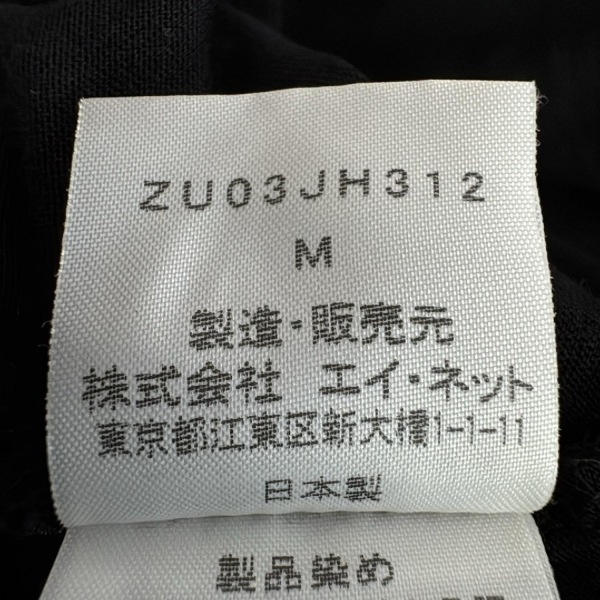 ZU03JH312
M
製造・販売元
株式会社 エイ・ネット
東京都江東区新大橋1-1-11
日本製
製品染め